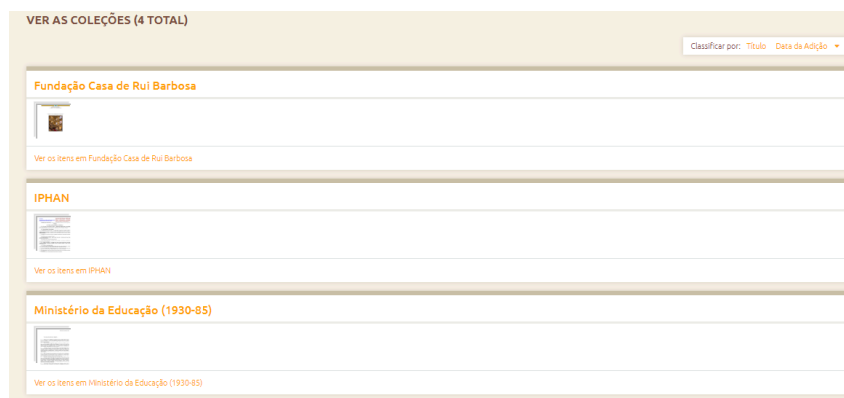 VER AS COLEÇÕES (4 TOTAL)
Classificar por: Título Data da Adição
Fundação Casa de Rui Barbosa
Ver os itens em Fundação Casa de Rui Barbosa
IPHAN
Ver os itens em IPHAN
Ministério da Educação (1930-85)
Ver os itens em Ministério da Educação (1930-85)